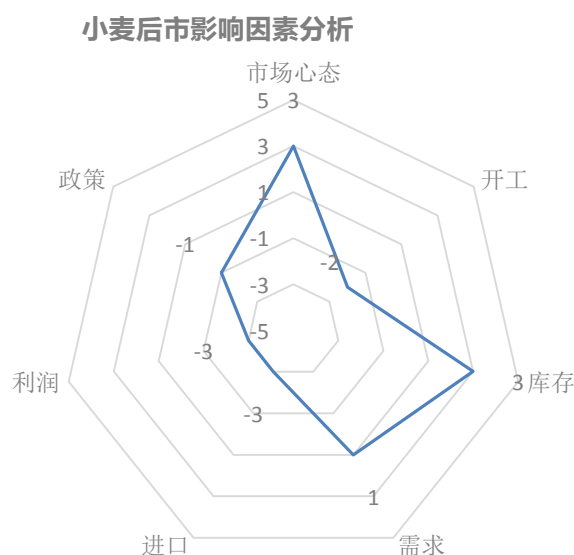 小麦后市影响因素分析
市场心态
5 3
3
政策 开工
1
-1 -1
-2
-3
-5
-3
利润 3 库存
-3
1
进口 需求